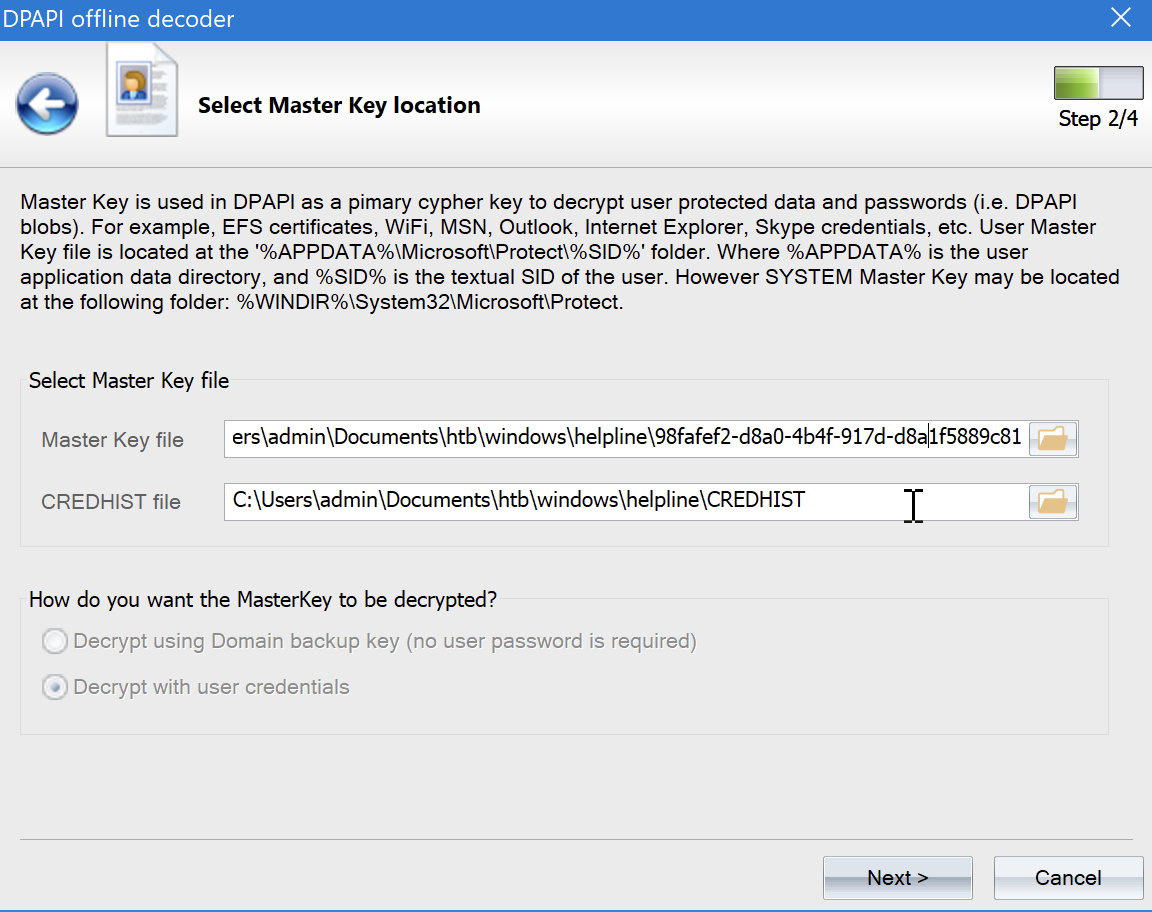 DPAPI offline decoder
Select Master Key location
Step 2/4
Master Key is used in DPAPI as a pimary cypher key to decrypt user protected data and passwords (i.e. DPAPI
blobs). For example, EFS certificates, WiFi, MSN, Outlook, Internet Explorer, Skype credentials, etc. User Master
Key file is located at the '%APPDATA%\Microsoft\Protect\%SID%' folder. Where %APPDATA% is the user
application data directory, and %SID% is the textual SID of the user. However SYSTEM Master Key may be located
at the following folder: %WINDIR%\System32\Microsoft\Protect.
Select Master Key file
Master Key file
ers\admin\Documents\htb\windows\helpline\98fafef2-d8a0-4b4f-917d-d8a1f5889c81
CREDHIST file
C:\Users\admin\Documents\htb\windows\helpline\CREDHIST
How do you want the MasterKey to be decrypted?
Decrypt using Domain backup key (no user password is required)
Decrypt with user credentials
Next >
Cancel